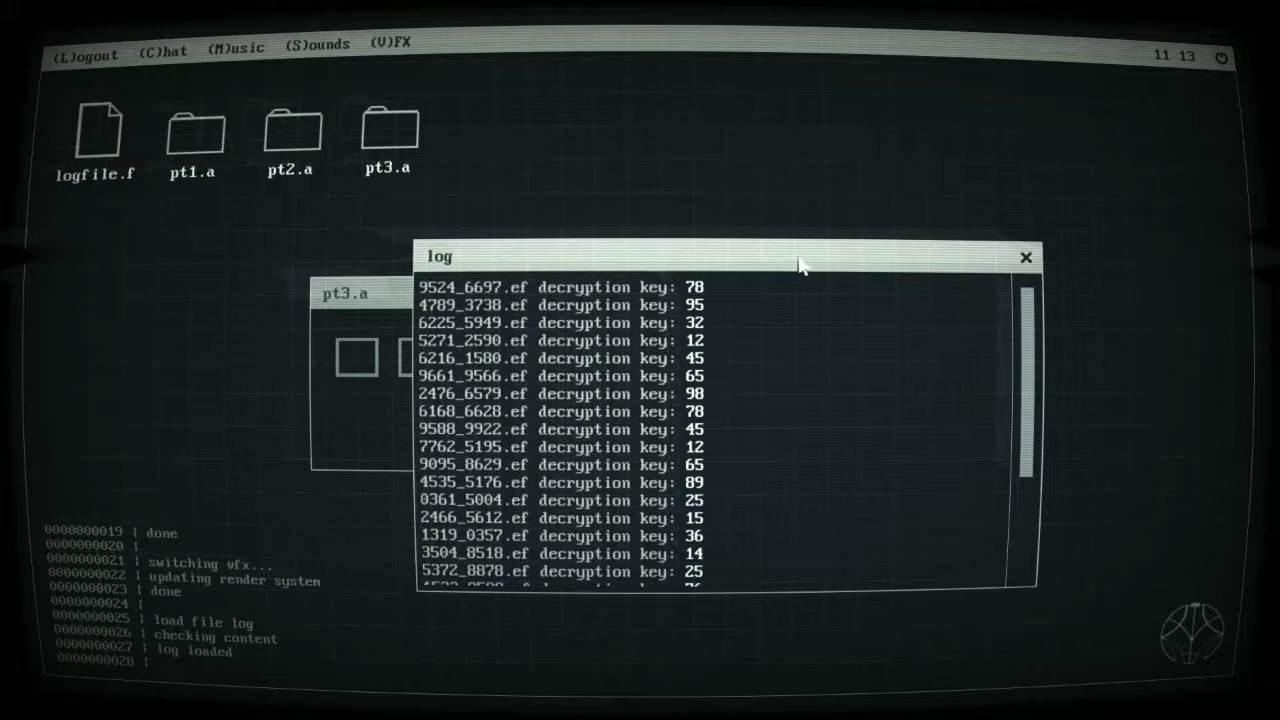 (L)ogout (C)hat (M)usic (S)ounds (V)FX 11 13
logfile.f pt1.a pt2.a pt3.a
log
pt3.a
9524_6697.ef decryption key: 78
4789_3738.ef decryption key: 95
6225_5949.ef decryption key: 32
5271_2590.ef decryption key: 12
6216_1580.ef decryption key: 45
9661_9566.ef decryption key: 65
2476_6579.ef decryption key: 98
6168_6628.ef decryption key: 78
9588_9922.ef decryption key: 45
7762_5195.ef decryption key: 12
9095_8629.ef decryption key: 65
4535_5176.ef decryption key: 89
0361_5004.ef decryption key: 25
2466_5612.ef decryption key: 15
1319_0357.ef decryption key: 36
3504_8518.ef decryption key: 14
5372_8878.ef decryption key: 25
0000000019 | done
0000000020 |
0000000021 | switching vfx...
0000000022 | updating render system
0000000023 | done
0000000024 |
0000000025 | load file log
0000000026 | checking content
0000000027 | log loaded
0000000028 |